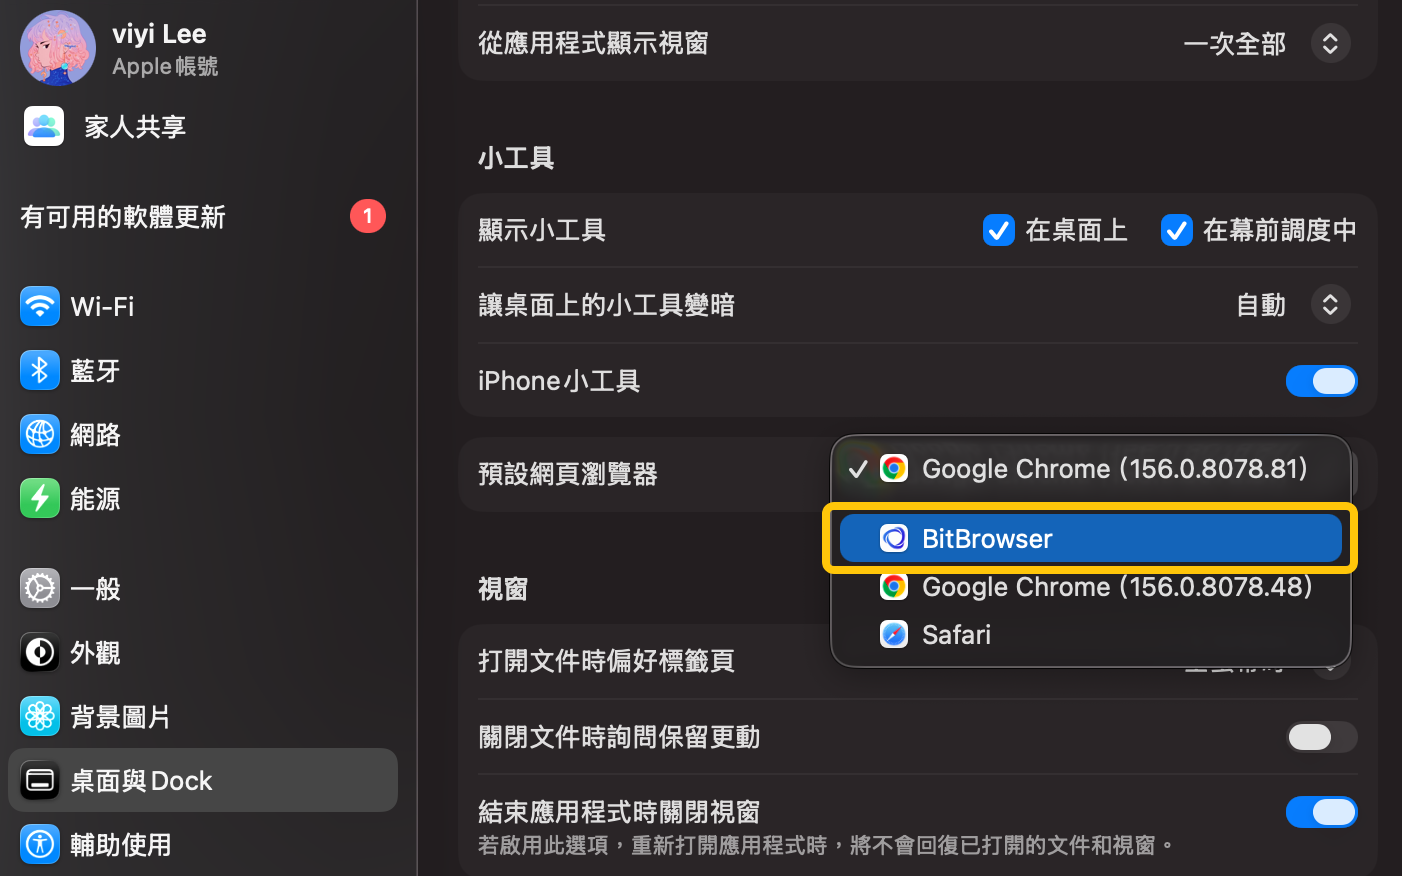 viyi Lee
Apple帳號
家人共享
有可用的軟體更新 1
Wi-Fi
藍牙
網路
能源
一般
外觀
背景圖片
桌面與Dock
輔助使用
從應用程式顯示視窗 一次全部
小工具
顯示小工具 在桌面上 在幕前調度中
讓桌面上的小工具變暗 自動
iPhone小工具
預設網頁瀏覽器
Google Chrome (156.0.8078.81)
BitBrowser
Google Chrome (156.0.8078.48)
Safari
視窗
打開文件時偏好標籤頁
關閉文件時詢問保留更動
結束應用程式時關閉視窗
若啟用此選項，重新打開應用程式時，將不會回復已打開的文件和視窗。